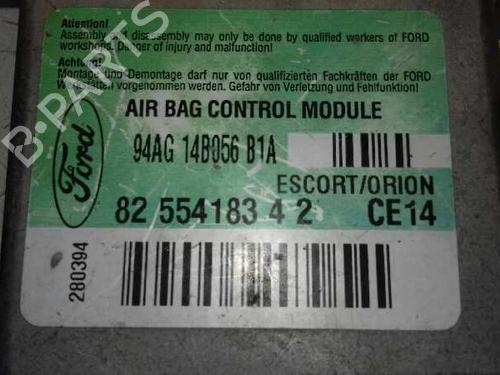 Attention!
Assembly and disassembly may only be done by qualified workers of FORD
workshops. Danger of injury and malfunction!
Achtung!
Montage und Demontage darf nur von qualifizierten Fachkräften der FORD
Werkstätten vorgenommen werden. Gefahr von Verletzung und Fehlfunktion!
AIR BAG CONTROL MODULE
94AG 14B056 B1A
Ford
ESCORT/ORION
82 554183 4 2 CE14
280394
B-PARTS